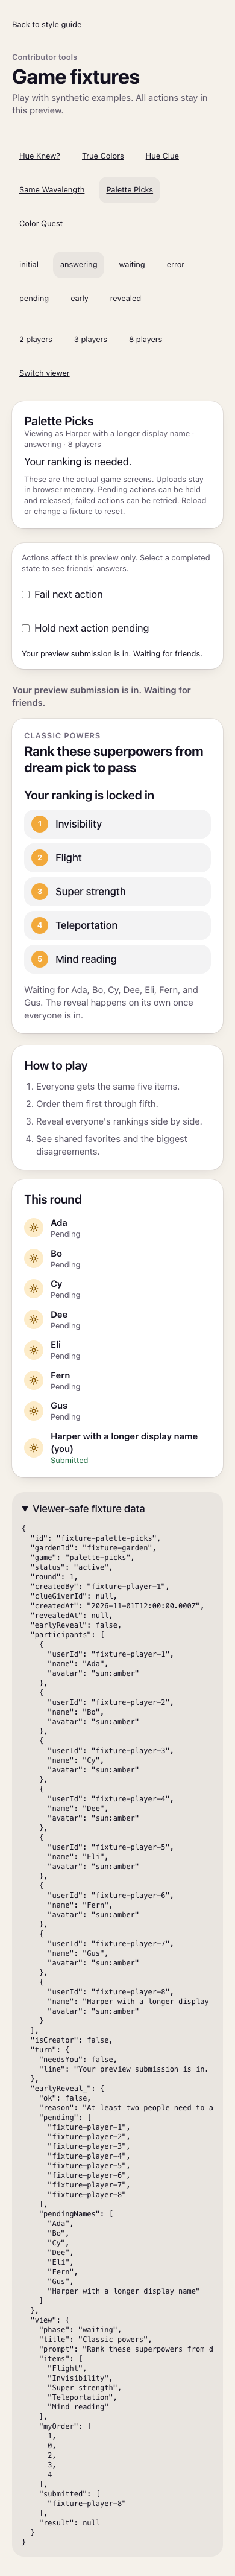 Back to style guide
Contributor tools
Game fixtures
Play with synthetic examples. All actions stay in
this preview.
Hue Knew?
True Colors
Hue Clue
Same Wavelength
Palette Picks
Color Quest
initial
answering
waiting
error
pending
early
revealed
2 players
3 players
8 players
Switch viewer
Palette Picks
Viewing as Harper with a longer display name ·
answering · 8 players
Your ranking is needed.
These are the actual game screens. Uploads stay
in browser memory. Pending actions can be held
and released; failed actions can be retried. Reload
or change a fixture to reset.
Actions affect this preview only. Select a completed
state to see friends' answers.
Fail next action
Hold next action pending
Your preview submission is in. Waiting for friends.
Your preview submission is in. Waiting for
friends.
CLASSIC POWERS
Rank these superpowers from
dream pick to pass
Your ranking is locked in
1 Invisibility
2 Flight
3 Super strength
4 Teleportation
5 Mind reading
Waiting for Ada, Bo, Cy, Dee, Eli, Fern, and
Gus. The reveal happens on its own once
everyone is in.
How to play
1. Everyone gets the same five items.
2. Order them first through fifth.
3. Reveal everyone's rankings side by side.
4. See shared favorites and the biggest
disagreements.
This round
Ada
Pending
Bo
Pending
Cy
Pending
Dee
Pending
Eli
Pending
Fern
Pending
Gus
Pending
Harper with a longer display name
(you)
Submitted
▼ Viewer-safe fixture data
{
"id": "fixture-palette-picks",
"gardenId": "fixture-garden",
"game": "palette-picks",
"status": "active",
"round": 1,
"createdBy": "fixture-player-1",
"clueGiverId": null,
"createdAt": "2026-11-01T12:00:00.000Z",
"revealedAt": null,
"earlyReveal": false,
"participants": [
{
"userId": "fixture-player-1",
"name": "Ada",
"avatar": "sun:amber"
},
{
"userId": "fixture-player-2",
"name": "Bo",
"avatar": "sun:amber"
},
{
"userId": "fixture-player-3",
"name": "Cy",
"avatar": "sun:amber"
},
{
"userId": "fixture-player-4",
"name": "Dee",
"avatar": "sun:amber"
},
{
"userId": "fixture-player-5",
"name": "Eli",
"avatar": "sun:amber"
},
{
"userId": "fixture-player-6",
"name": "Fern",
"avatar": "sun:amber"
},
{
"userId": "fixture-player-7",
"name": "Gus",
"avatar": "sun:amber"
},
{
"userId": "fixture-player-8",
"name": "Harper with a longer display
"avatar": "sun:amber"
}
],
"isCreator": false,
"turn": {
"needsYou": false,
"line": "Your preview submission is in.
},
"earlyReveal_": {
"ok": false,
"reason": "At least two people need to a
"pending": [
"fixture-player-1",
"fixture-player-2",
"fixture-player-3",
"fixture-player-4",
"fixture-player-5",
"fixture-player-6",
"fixture-player-7",
"fixture-player-8"
],
"pendingNames": [
"Ada",
"Bo",
"Cy",
"Dee",
"Eli",
"Fern",
"Gus",
"Harper with a longer display name"
]
},
"view": {
"phase": "waiting",
"title": "Classic powers",
"prompt": "Rank these superpowers from d
"items": [
"Flight",
"Invisibility",
"Super strength",
"Teleportation",
"Mind reading"
],
"myOrder": [
1,
0,
2,
3,
4
],
"submitted": [
"fixture-player-8"
],
"result": null
}
}